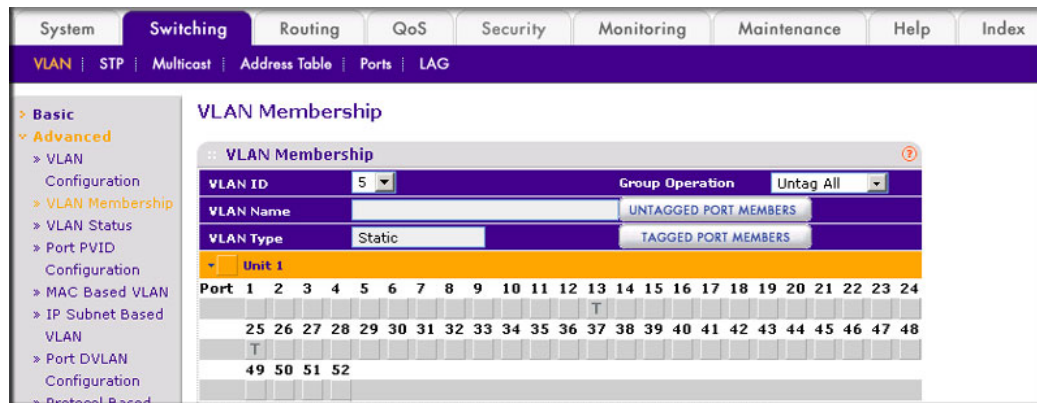 System Switching Routing QoS Security Monitoring Maintenance Help Index
VLAN | STP | Multicast | Address Table | Ports | LAG
Basic
Advanced
» VLAN
Configuration
» VLAN Membership
» VLAN Status
» Port PVID
Configuration
» MAC Based VLAN
» IP Subnet Based
VLAN
» Port DVLAN
Configuration
» Protocol Based
VLAN Membership
VLAN Membership ?
VLAN ID 5 Group Operation Untag All
VLAN Name UNTAGGED PORT MEMBERS
VLAN Type Static TAGGED PORT MEMBERS
Unit 1
Port 1 2 3 4 5 6 7 8 9 10 11 12 13 14 15 16 17 18 19 20 21 22 23 24
T
25 26 27 28 29 30 31 32 33 34 35 36 37 38 39 40 41 42 43 44 45 46 47 48
T
49 50 51 52